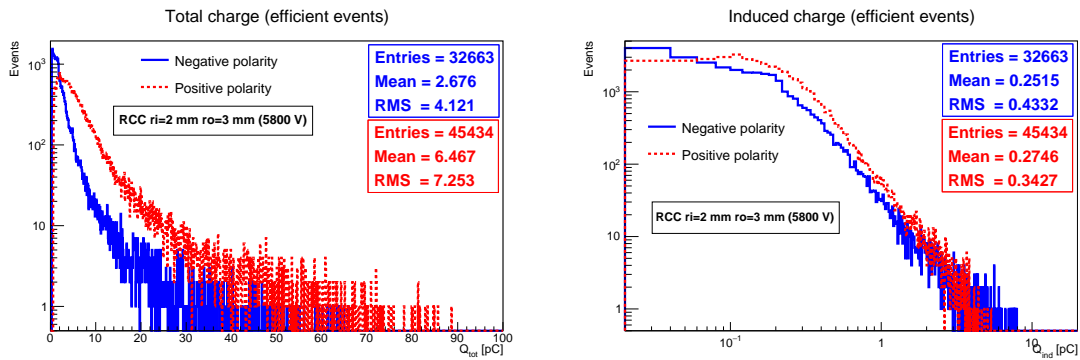 Total charge (efficient events)
Events
10³
10²
10
1
Negative polarity
Positive polarity
RCC ri=2 mm ro=3 mm (5800 V)
Entries = 32663
Mean = 2.676
RMS = 4.121
Entries = 45434
Mean = 6.467
RMS = 7.253
0 10 20 30 40 50 60 70 80 90 100
Q_tot [pC]
Induced charge (efficient events)
Events
10³
10²
10
1
Negative polarity
Positive polarity
RCC ri=2 mm ro=3 mm (5800 V)
Entries = 32663
Mean = 0.2515
RMS = 0.4332
Entries = 45434
Mean = 0.2746
RMS = 0.3427
10⁻¹ 1 10
Q_ind [pC]